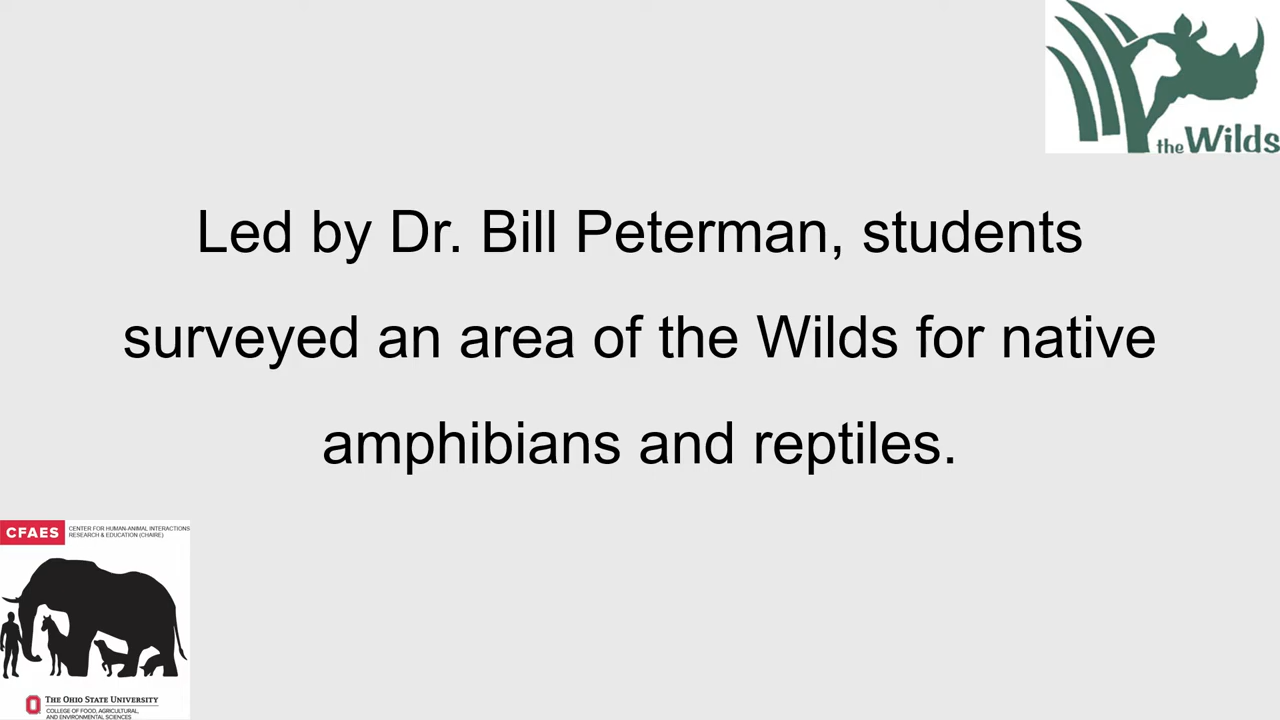 the Wilds
Led by Dr. Bill Peterman, students
surveyed an area of the Wilds for native
amphibians and reptiles.
CFAES
CENTER FOR HUMAN-ANIMAL INTERACTIONS
RESEARCH & EDUCATION (CHAIRE)
THE OHIO STATE UNIVERSITY
COLLEGE OF FOOD, AGRICULTURAL,
AND ENVIRONMENTAL SCIENCES